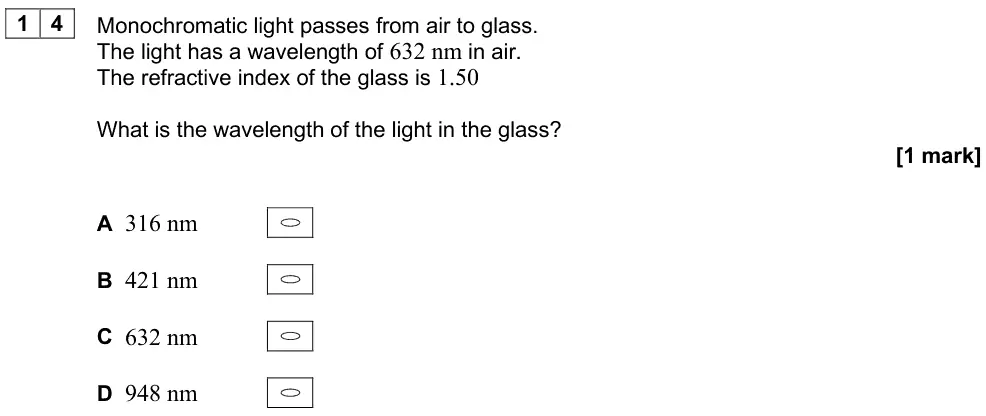 1 4 Monochromatic light passes from air to glass.
The light has a wavelength of 632 nm in air.
The refractive index of the glass is 1.50
What is the wavelength of the light in the glass?
[1 mark]
A 316 nm
B 421 nm
C 632 nm
D 948 nm